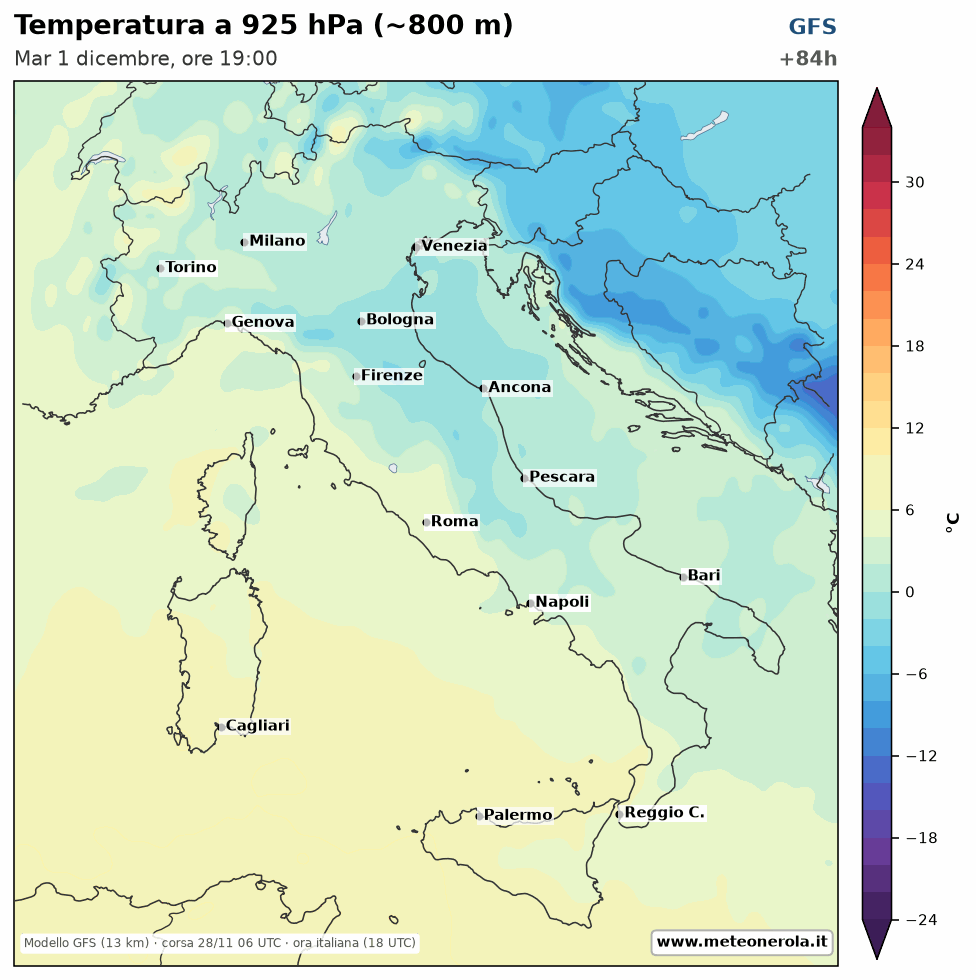 Temperatura a 925 hPa (~800 m)
GFS
Mar 1 dicembre, ore 19:00
+84h
Milano
Venezia
Torino
Genova
Bologna
Firenze
Ancona
Pescara
Roma
Bari
Napoli
Cagliari
Palermo
Reggio C.
30
24
18
12
6
0
−6
−12
−18
−24
°C
Modello GFS (13 km) · corsa 28/11 06 UTC · ora italiana (18 UTC)
www.meteonerola.it